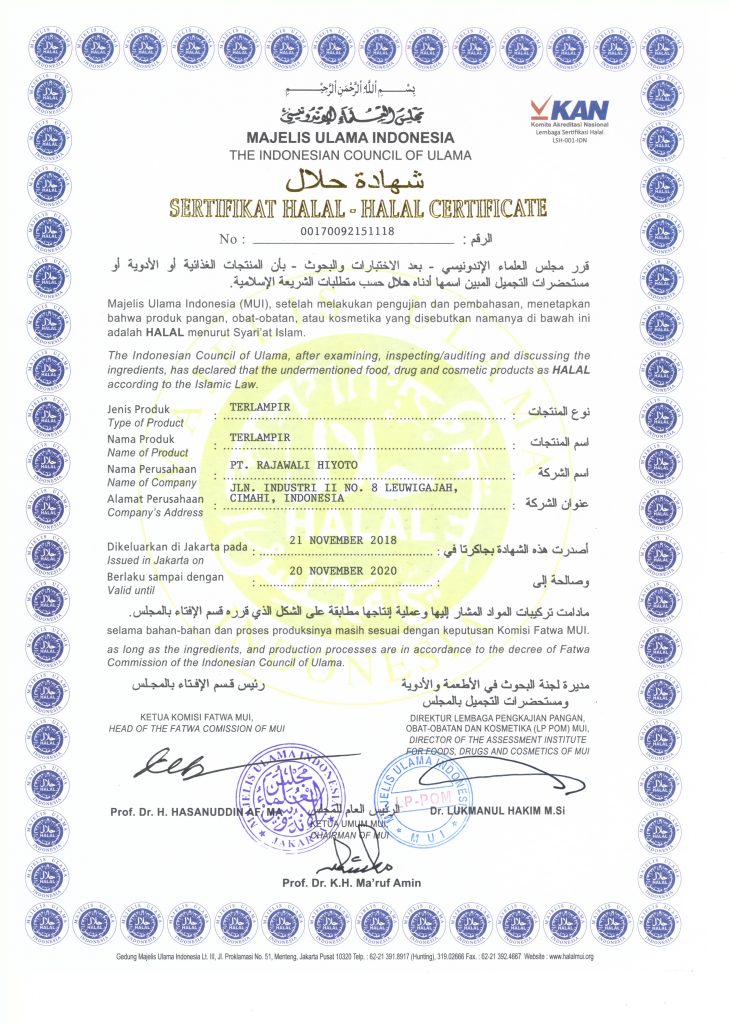 بِسْمِ اللهِ الرَّحْمَنِ الرَّحِيْمِ
مجلس العلماء الإندونيسي
MAJELIS ULAMA INDONESIA
THE INDONESIAN COUNCIL OF ULAMA
KAN
Komite Akreditasi Nasional
Lembaga Sertifikasi Halal
LSH-001-IDN
شهادة حلال
SERTIFIKAT HALAL - HALAL CERTIFICATE
No : 00170092151118 الرقم :
قرر مجلس العلماء الإندونيسي - بعد الاختبارات والبحوث - بأن المنتجات الغذائية أو الأدوية أو
مستحضرات التجميل المبين اسمها أدناه حلال حسب متطلبات الشريعة الإسلامية.
Majelis Ulama Indonesia (MUI), setelah melakukan pengujian dan pembahasan, menetapkan
bahwa produk pangan, obat-obatan, atau kosmetika yang disebutkan namanya di bawah ini
adalah HALAL menurut Syari'at Islam.
The Indonesian Council of Ulama, after examining, inspecting/auditing and discussing the
ingredients, has declared that the undermentioned food, drug and cosmetic products as HALAL
according to the Islamic Law.
Jenis Produk : TERLAMPIR : نوع المنتجات
Type of Product
Nama Produk : TERLAMPIR : اسم المنتجات
Name of Product
Nama Perusahaan : PT. RAJAWALI HIYOTO : اسم الشركة
Name of Company
Alamat Perusahaan : JLN. INDUSTRI II NO. 8 LEUWIGAJAH, : عنوان الشركة
CIMAHI, INDONESIA
Company's Address
Dikeluarkan di Jakarta pada : 21 NOVEMBER 2018 : أصدرت هذه الشهادة بجاكرتا في
Issued in Jakarta on
Berlaku sampai dengan : 20 NOVEMBER 2020 : وصالحة إلى
Valid until
مادامت تركيبات المواد المشار إليها وعملية إنتاجها مطابقة على الشكل الذي قرره قسم الإفتاء بالمجلس.
selama bahan-bahan dan proses produksinya masih sesuai dengan keputusan Komisi Fatwa MUI.
as long as the ingredients, and production processes are in accordance to the decree of Fatwa
Commission of the Indonesian Council of Ulama.
رئيس قسم الإفتاء بالمجلس
KETUA KOMISI FATWA MUI,
HEAD OF THE FATWA COMISSION OF MUI
مديرة لجنة البحوث في الأطعمة والأدوية
ومستحضرات التجميل بالمجلس
DIREKTUR LEMBAGA PENGKAJIAN PANGAN,
OBAT-OBATAN DAN KOSMETIKA (LP POM) MUI,
DIRECTOR OF THE ASSESSMENT INSTITUTE
FOR FOODS, DRUGS AND COSMETICS OF MUI
MAJELIS ULAMA INDONESIA
JAKARTA
MAJELIS ULAMA INDONESIA
LP-POM
MUI
Prof. Dr. H. HASANUDDIN AF, MA
Dr. LUKMANUL HAKIM M.Si
الرئيس العام للمجلس
KETUA UMUM MUI,
CHAIRMAN OF MUI
Prof. Dr. K.H. Ma'ruf Amin
Gedung Majelis Ulama Indonesia Lt. III, Jl. Proklamasi No. 51, Menteng, Jakarta Pusat 10320 Telp. : 62-21 391.8917 (Hunting), 319.02666 Fax. : 62-21 392.4667 Website : www.halalmui.org